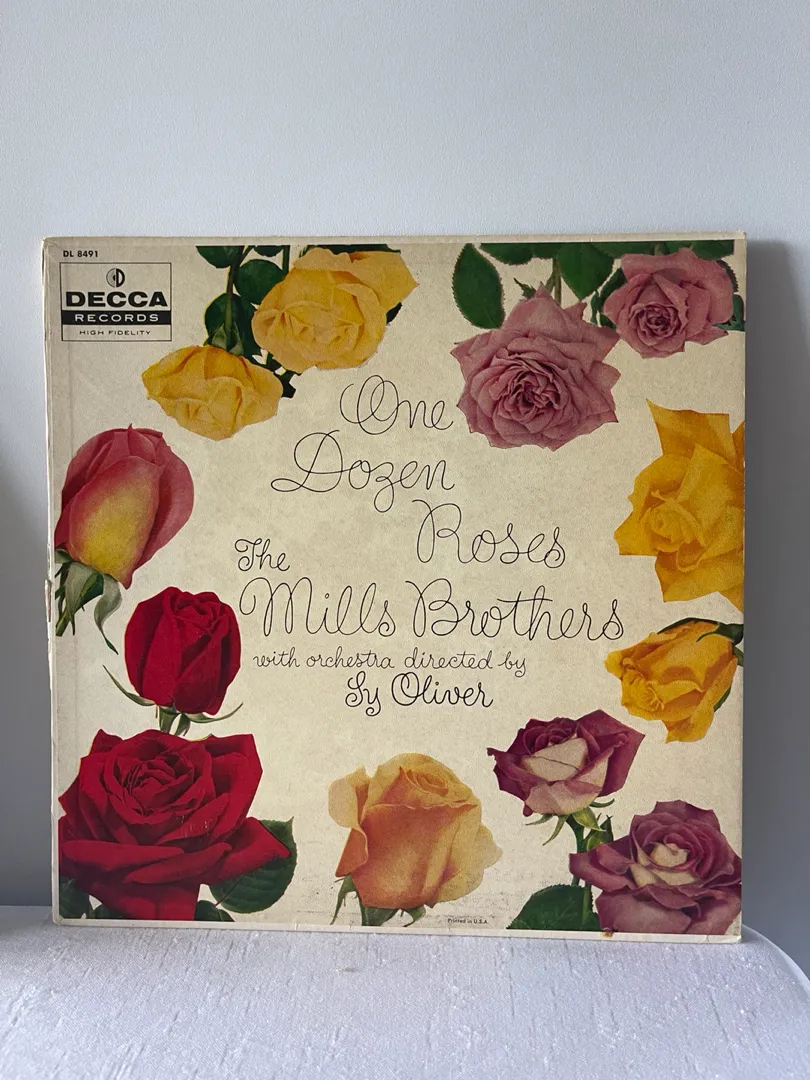 DL 8491
DECCA
RECORDS
HIGH FIDELITY
One
Dozen
Roses
The
Mills Brothers
with orchestra directed by
Sy Oliver
Printed in U.S.A.